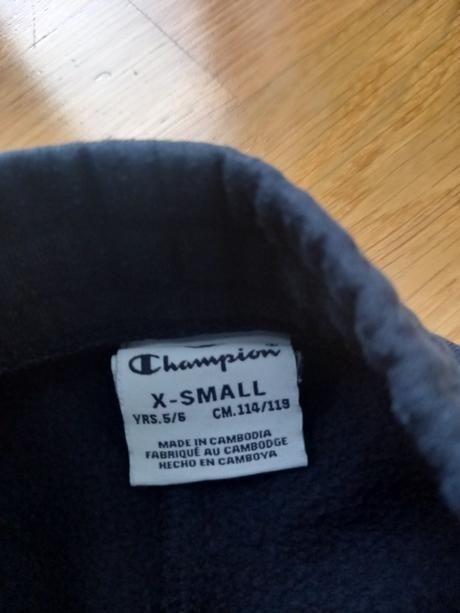 Champion
X-SMALL
YRS.5/6 CM.114/119
MADE IN CAMBODIA
FABRIQUÉ AU CAMBODGE
HECHO EN CAMBOYA